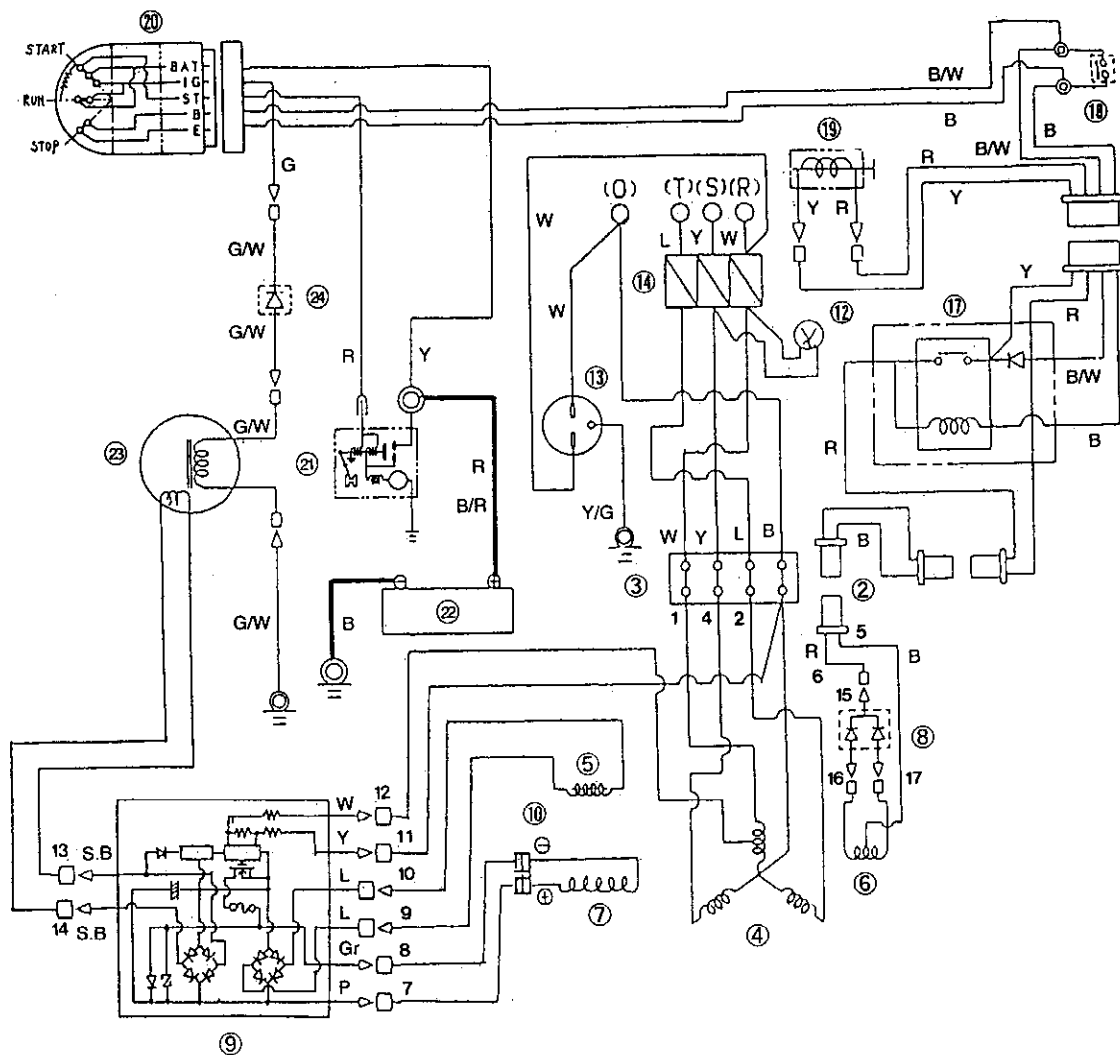 ⑳
START
RUN
STOP
BAT
IG
ST
B
E
B/W
B
⑱
B
B/W
R
Y
⑲
Y R
(O) (T) (S) (R)
L Y W
W
W
⑭
⑫
V
⑬
G
G/W
㉔
G/W
G/W
㉓
R
Y
㉑
R
B/R
Y/G
⑰
Y
R
B/W
R
B
W Y L B
③
1 4 2
B
②
5
R
6
B
15
⑧
16 17
⑥
㉒
B
G/W
⑤
⑩
⊖
⊕
⑦
④
W 12
Y 11
L 10
L 9
Gr 8
P 7
13 S.B
14 S.B
⑨